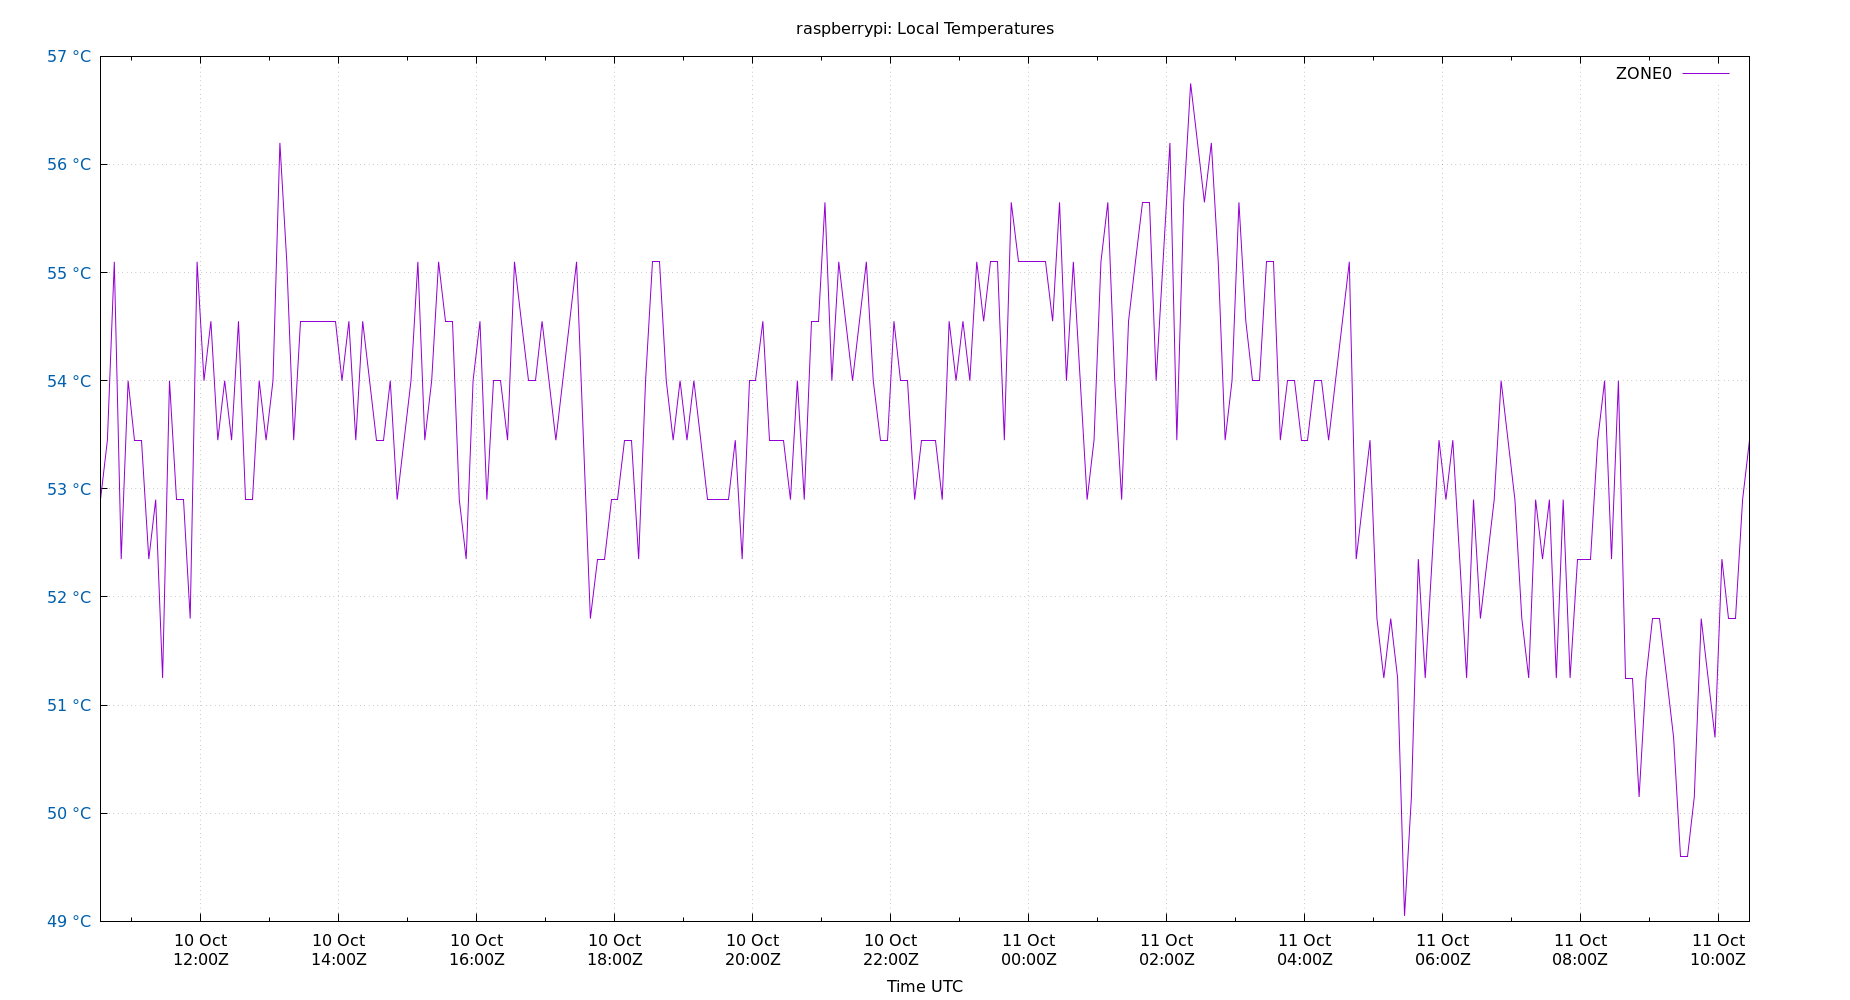 raspberrypi: Local Temperatures
57 °C
ZONE0
56 °C
55 °C
54 °C
53 °C
52 °C
51 °C
50 °C
49 °C
10 Oct 10 Oct 10 Oct 10 Oct 10 Oct 10 Oct 11 Oct 11 Oct 11 Oct 11 Oct 11 Oct 11 Oct
12:00Z 14:00Z 16:00Z 18:00Z 20:00Z 22:00Z 00:00Z 02:00Z 04:00Z 06:00Z 08:00Z 10:00Z
Time UTC